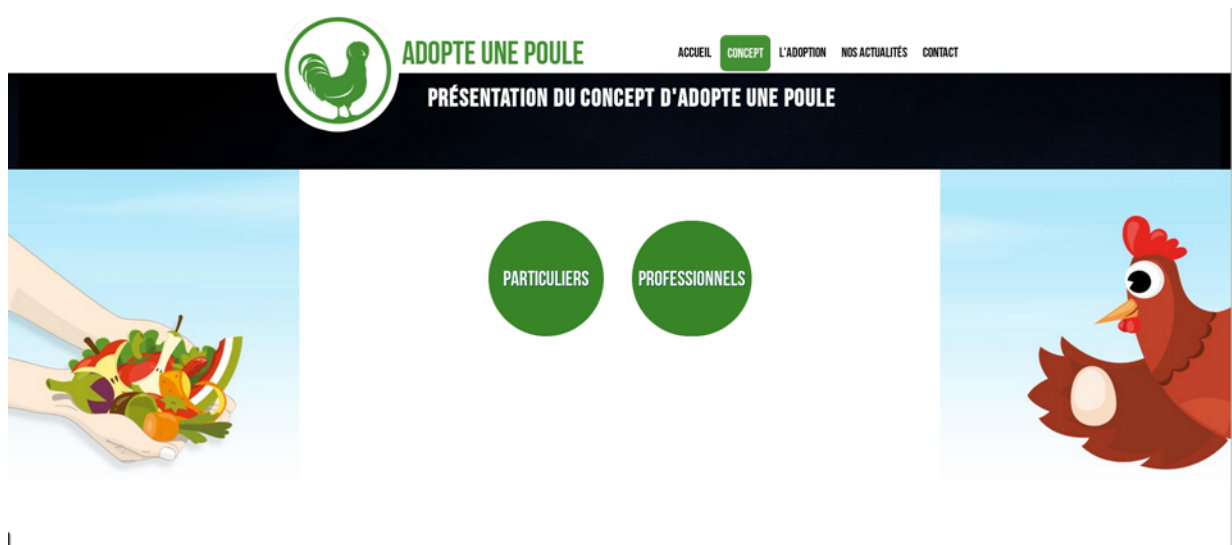 ADOPTE UNE POULE
ACCUEIL CONCEPT L'ADOPTION NOS ACTUALITÉS CONTACT
PRÉSENTATION DU CONCEPT D'ADOPTE UNE POULE
PARTICULIERS PROFESSIONNELS